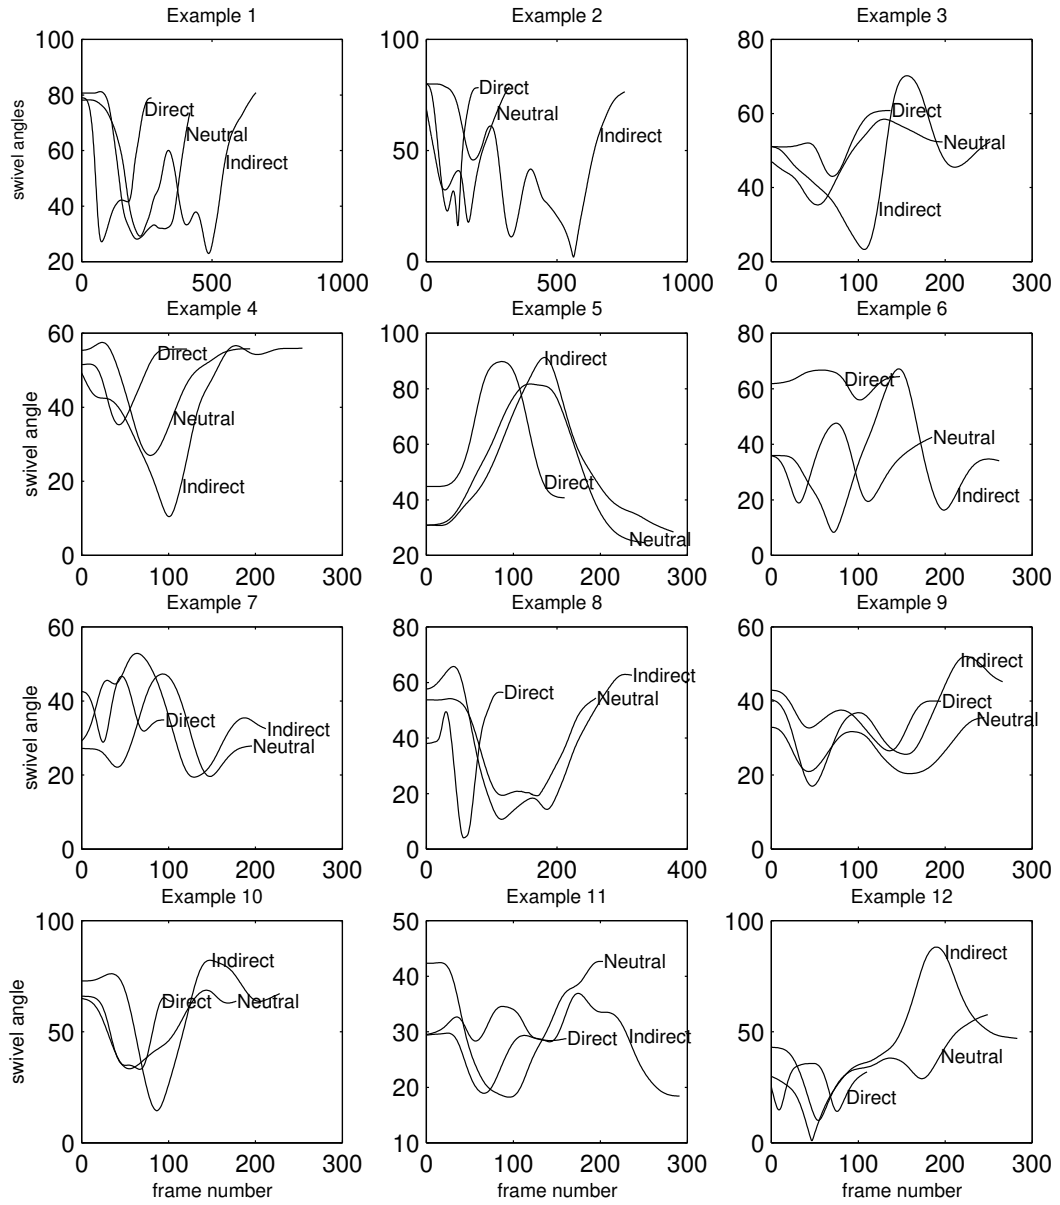 Example 1
100
80
60
40
20
swivel angles
Direct
Neutral
Indirect
0 500 1000
Example 2
100
50
0
Direct
Neutral
Indirect
0 500 1000
Example 3
80
60
40
20
Direct
Neutral
Indirect
0 100 200 300
Example 4
60
40
20
0
swivel angle
Direct
Neutral
Indirect
0 100 200 300
Example 5
100
80
60
40
20
Indirect
Direct
Neutral
0 100 200 300
Example 6
80
60
40
20
0
Direct
Neutral
Indirect
0 100 200 300
Example 7
60
40
20
0
swivel angle
Direct
Indirect
Neutral
0 100 200 300
Example 8
80
60
40
20
0
Indirect
Direct
Neutral
0 200 400
Example 9
60
40
20
0
Indirect
Direct
Neutral
0 100 200 300
Example 10
100
50
0
swivel angle
Indirect
Direct
Neutral
0 100 200 300
frame number
Example 11
50
40
30
20
10
Neutral
Direct
Indirect
0 100 200 300
frame number
Example 12
100
50
0
Indirect
Neutral
Direct
0 100 200 300
frame number